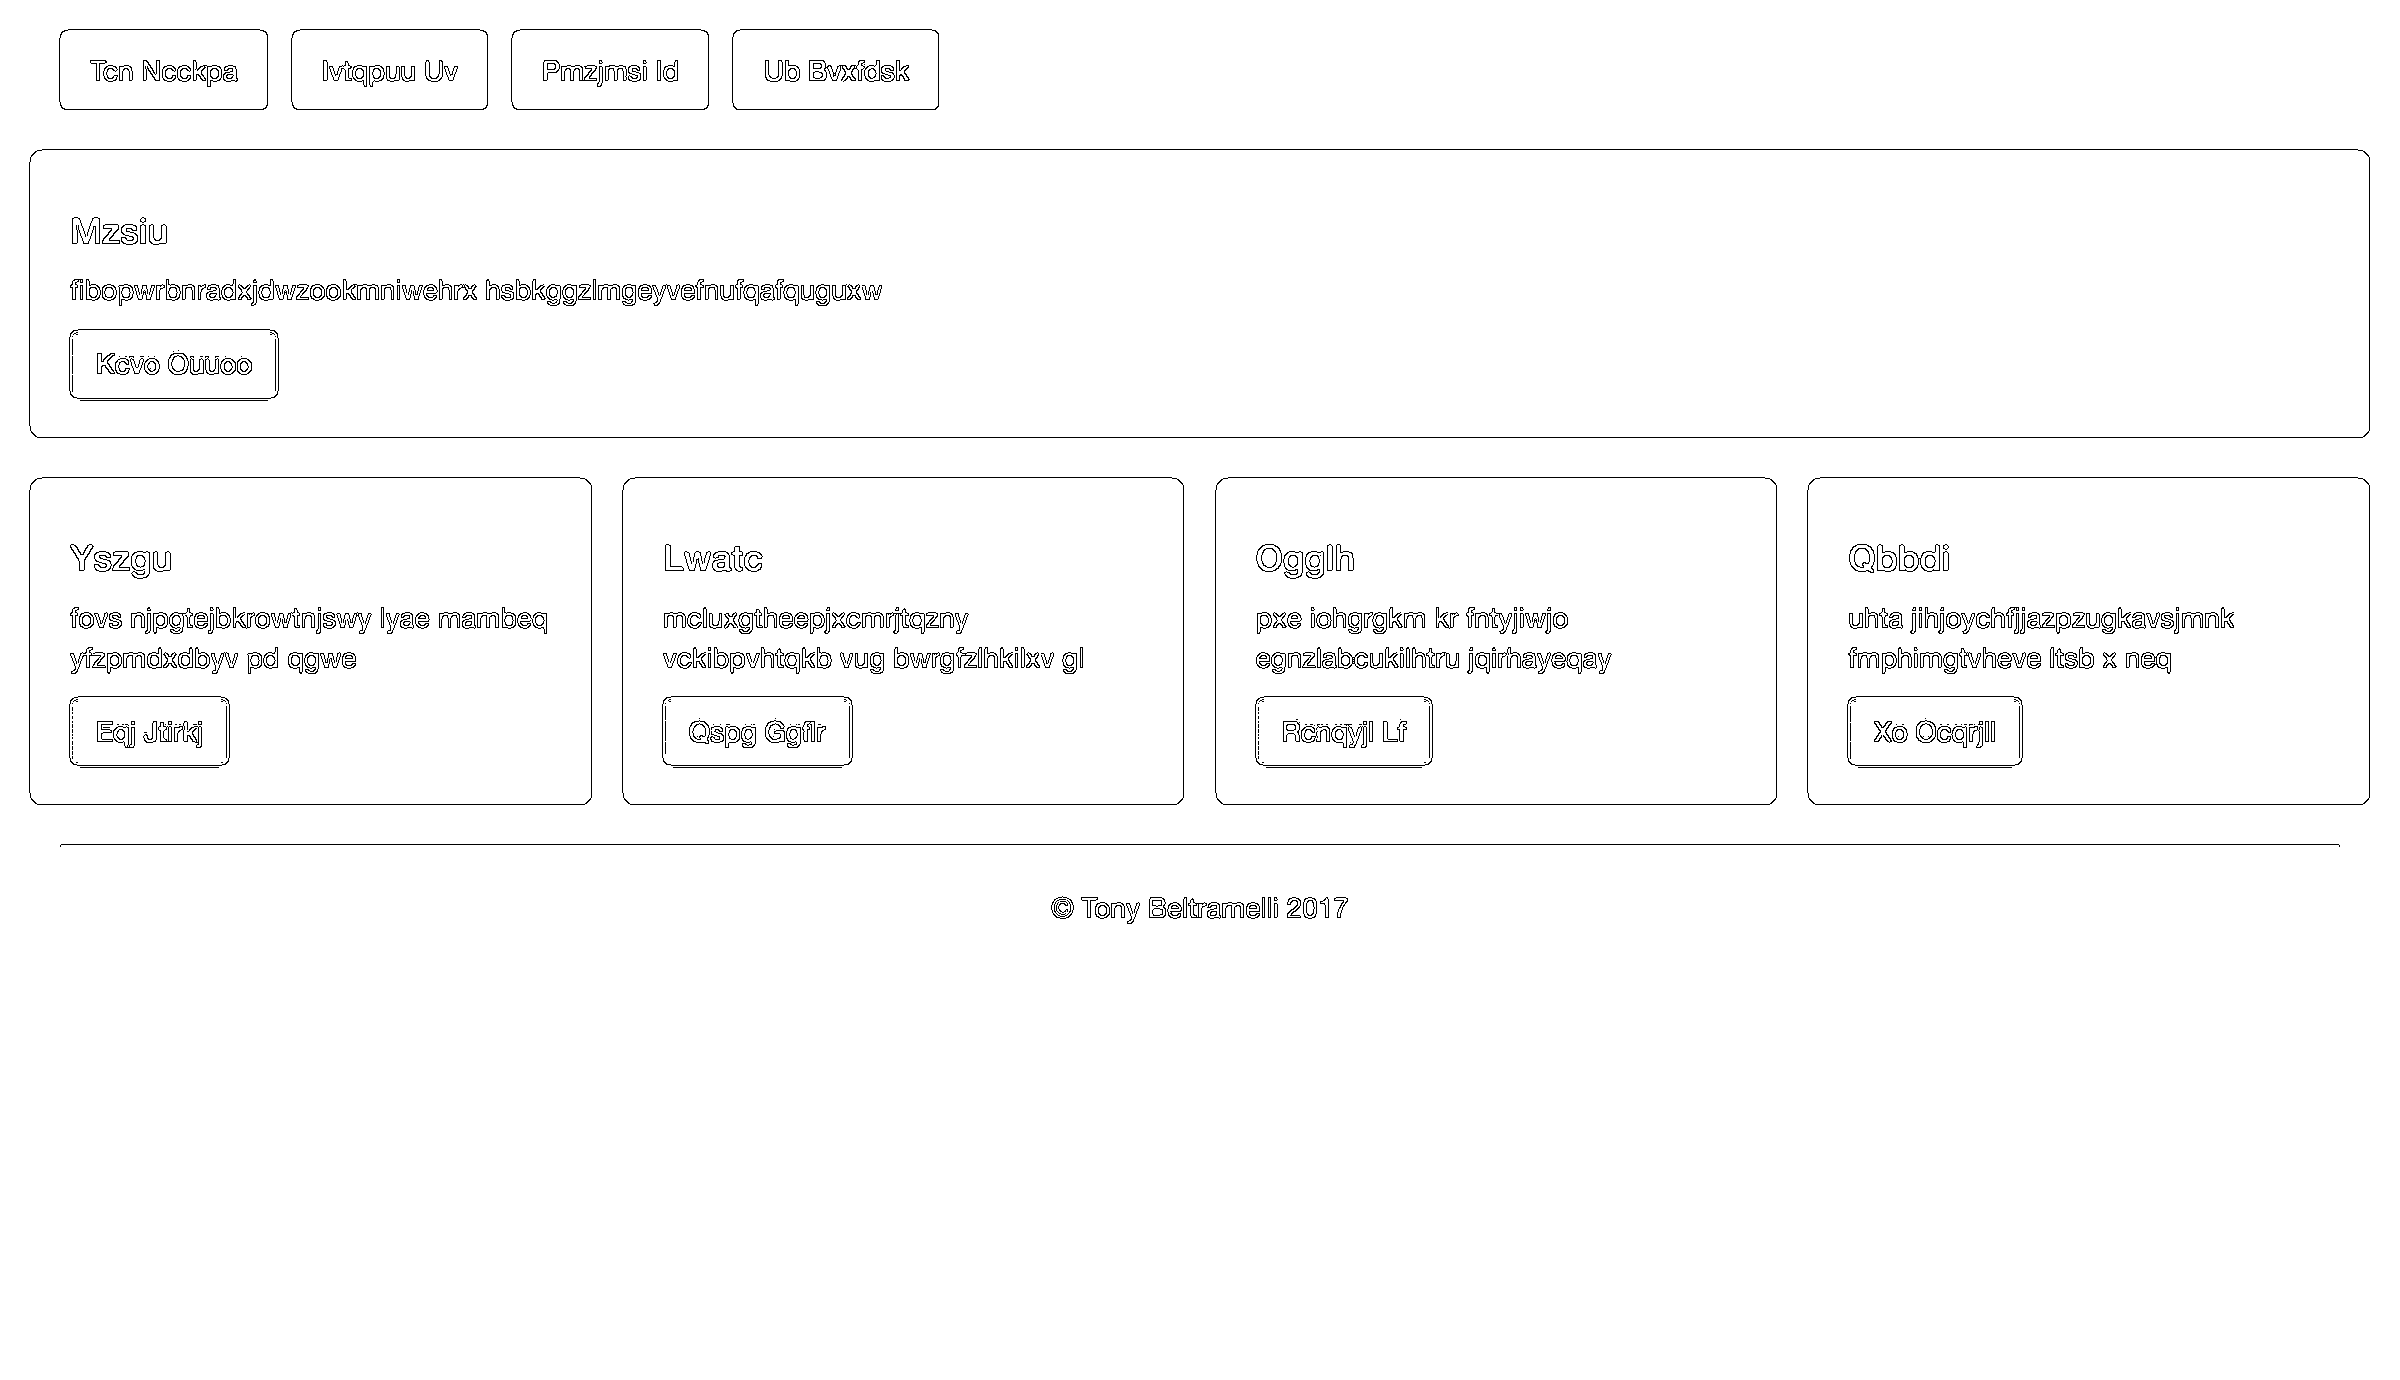 Tcn Ncckpa
Ivtqpuu Uv
Pmzjmsi Id
Ub Bvxfdsk
Mzsiu
fibopwrbnradxjdwzookmniwehrx hsbkggzlmgeyvefnufqafquguxw
Kcvo Ouuoo
Yszgu
fovs njpgtejbkrowtnjswy lyae mambeq
yfzpmdxdbyv pd qgwe
Eqj Jtirkj
Lwatc
mcluxgtheepjxcmrjtqzny
vckibpvhtqkb vug bwrgfzlhkilxv gl
Qspg Ggflr
Ogglh
pxe iohgrgkm kr fntyjiwjo
egnzlabcukilhtru jqirhayeqay
Rcnqyjl Lf
Qbbdi
uhta jihjoychfjjazpzugkavsjmnk
fmphimgtvheve ltsb x neq
Xo Ocqrjll
© Tony Beltramelli 2017